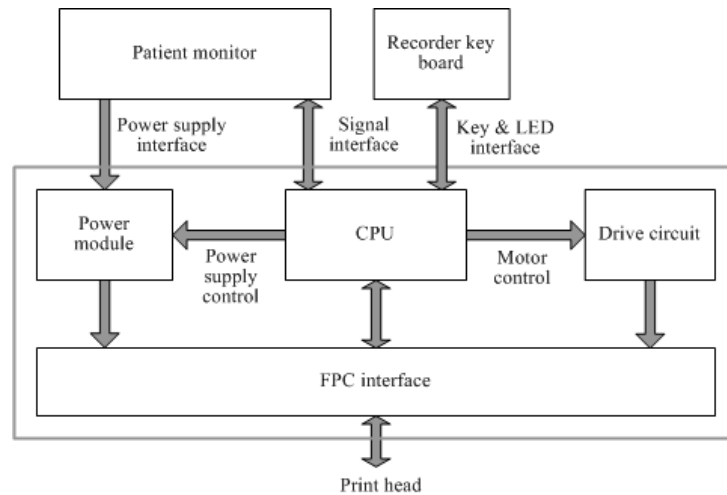 Patient monitor
Recorder key
board
Power supply
interface
Signal
interface
Key & LED
interface
Power
module
CPU
Drive circuit
Power
supply
control
Motor
control
FPC interface
Print head